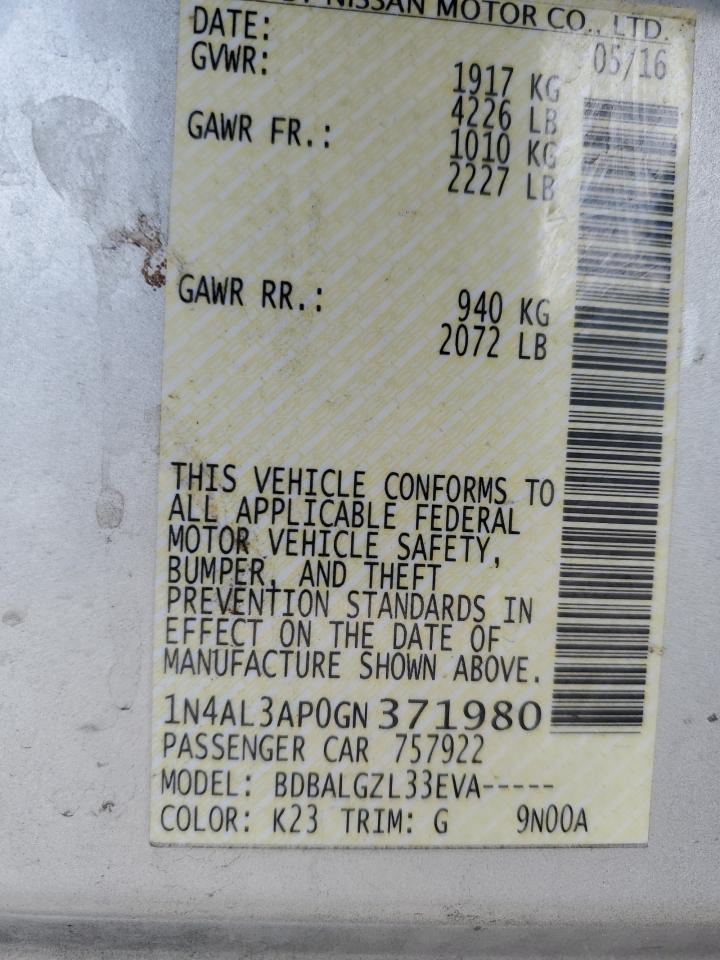 NISSAN MOTOR CO., LTD.
DATE: 05/16
GVWR: 1917 KG
4226 LB
GAWR FR.: 1010 KG
2227 LB
GAWR RR.: 940 KG
2072 LB
THIS VEHICLE CONFORMS TO
ALL APPLICABLE FEDERAL
MOTOR VEHICLE SAFETY,
BUMPER, AND THEFT
PREVENTION STANDARDS IN
EFFECT ON THE DATE OF
MANUFACTURE SHOWN ABOVE.
1N4AL3AP0GN 371980
PASSENGER CAR 757922
MODEL: BDBALGZL33EVA-----
COLOR: K23 TRIM: G 9N00A